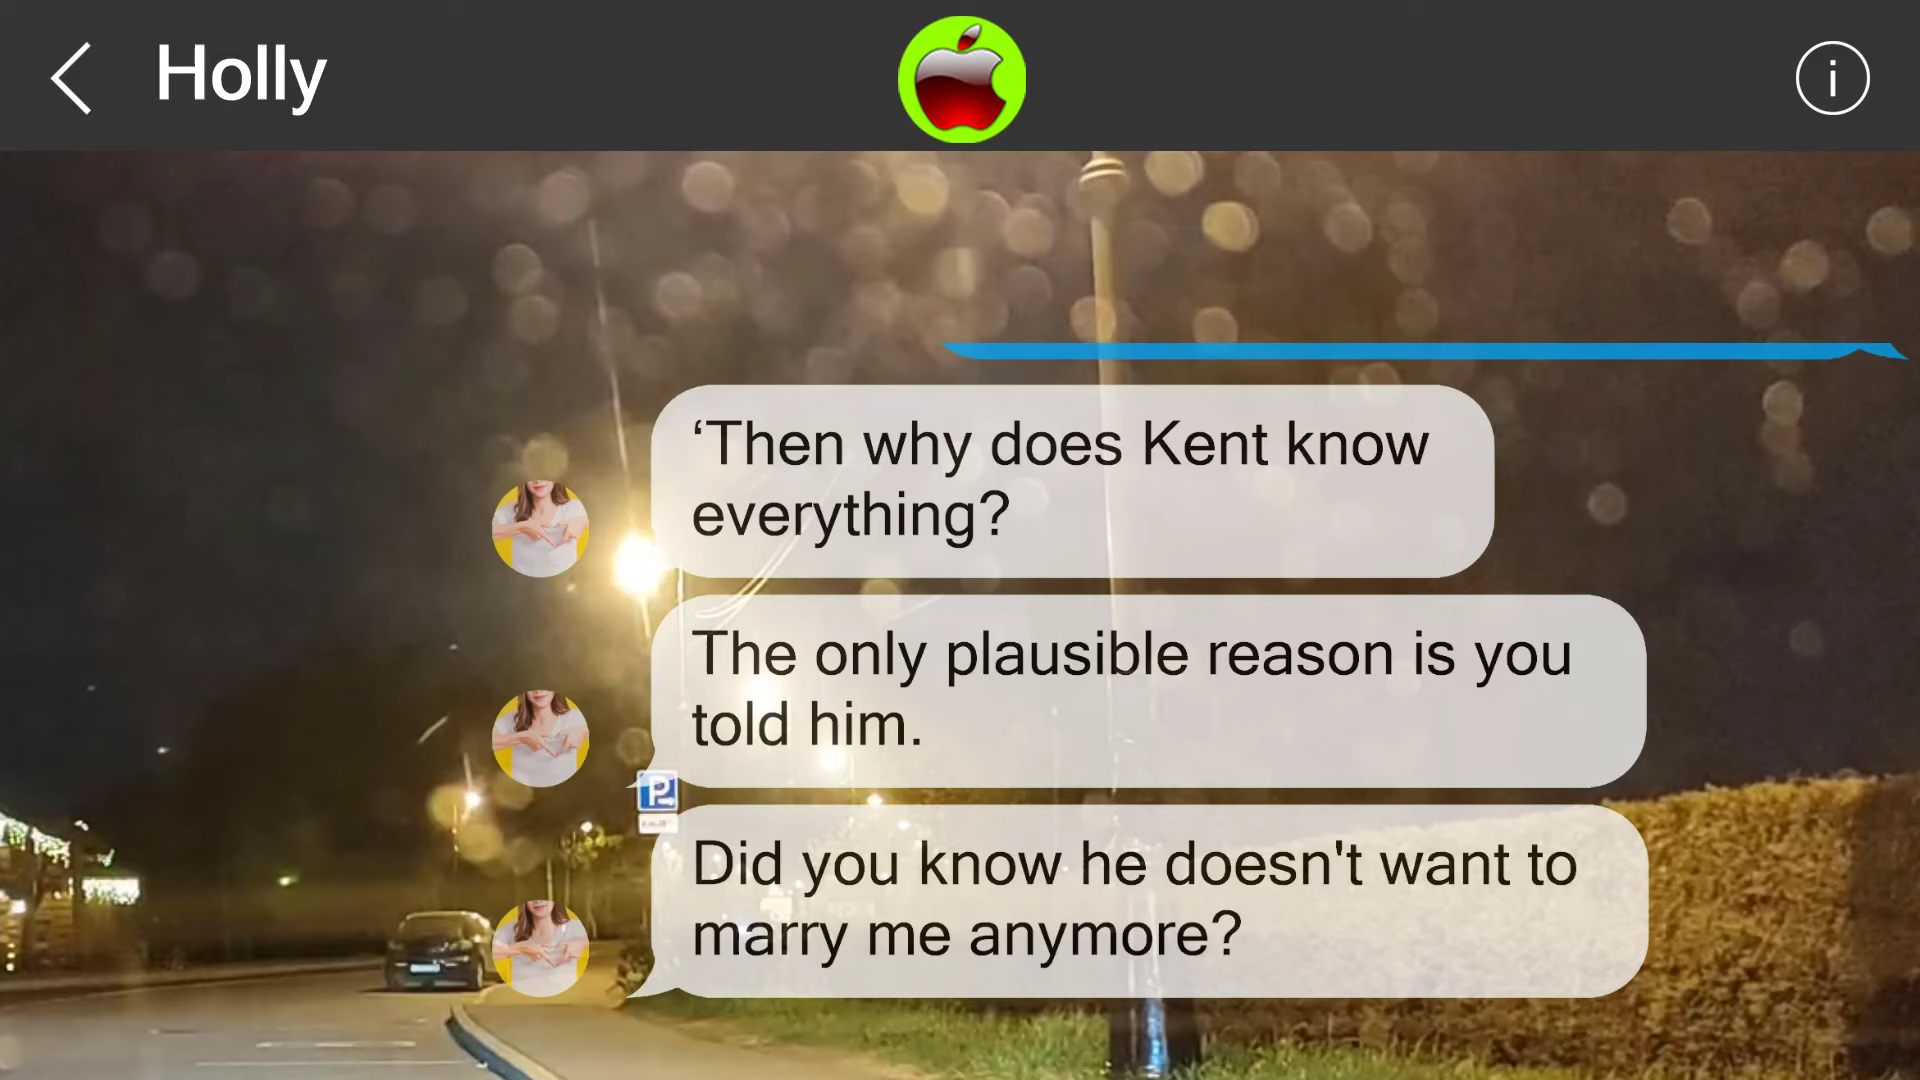 Holly
i
‘Then why does Kent know
everything?
The only plausible reason is you
told him.
P
Did you know he doesn't want to
marry me anymore?